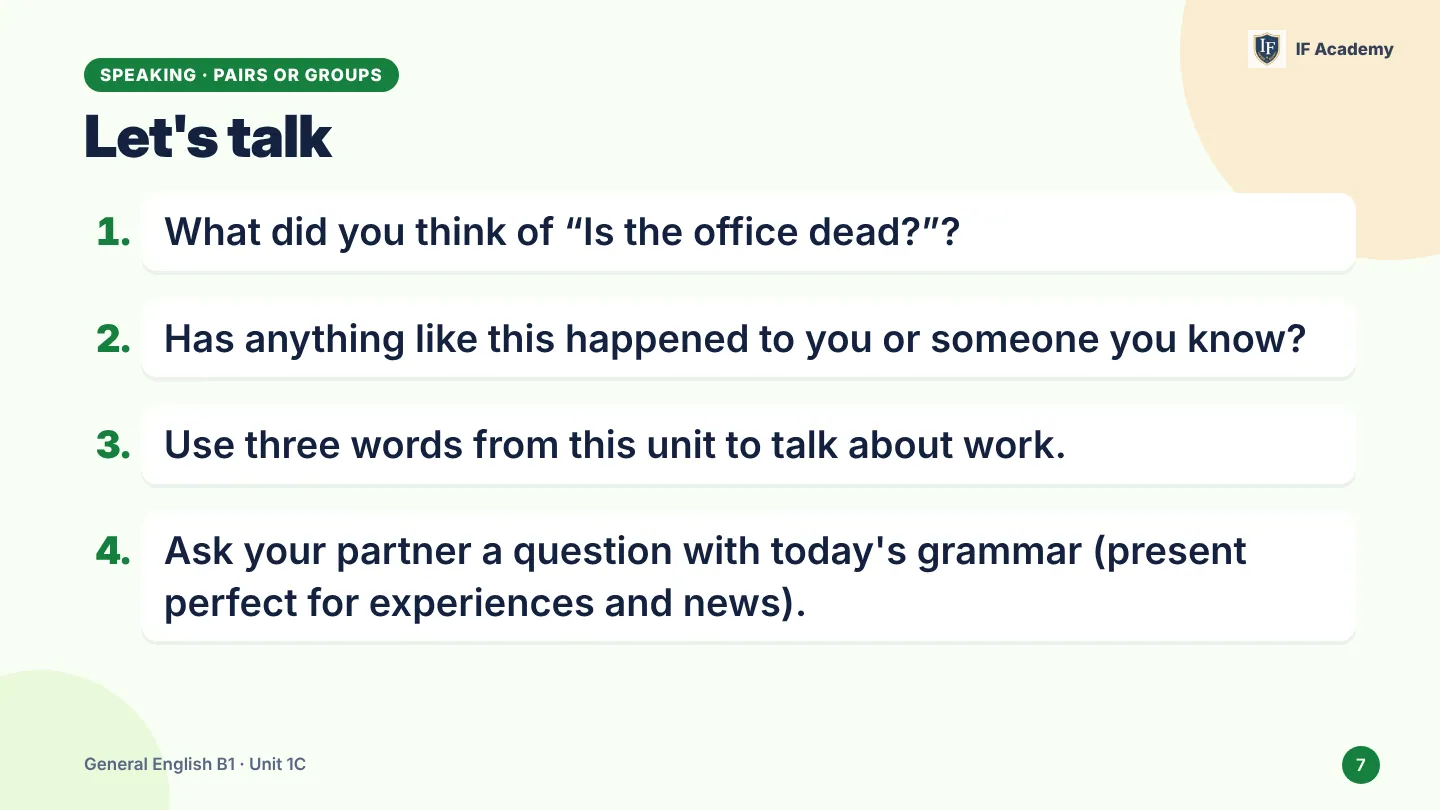 IF
IF Academy
SPEAKING · PAIRS OR GROUPS
Let's talk
1. What did you think of “Is the office dead?”?
2. Has anything like this happened to you or someone you know?
3. Use three words from this unit to talk about work.
4. Ask your partner a question with today's grammar (present
perfect for experiences and news).
General English B1 · Unit 1C
7